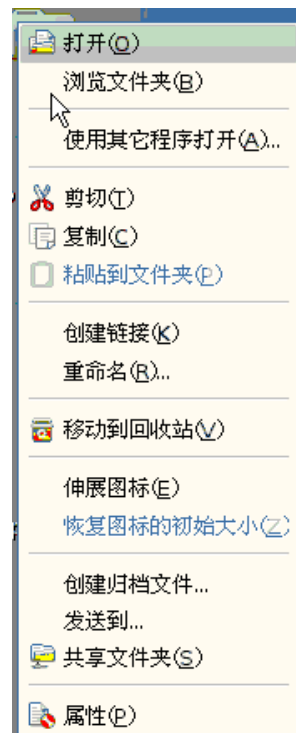 打开(O)
浏览文件夹(B)
使用其它程序打开(A)...
剪切(T)
复制(C)
粘贴到文件夹(P)
创建链接(K)
重命名(R)...
移动到回收站(V)
伸展图标(E)
恢复图标的初始大小(Z)
创建归档文件...
发送到...
共享文件夹(S)
属性(P)